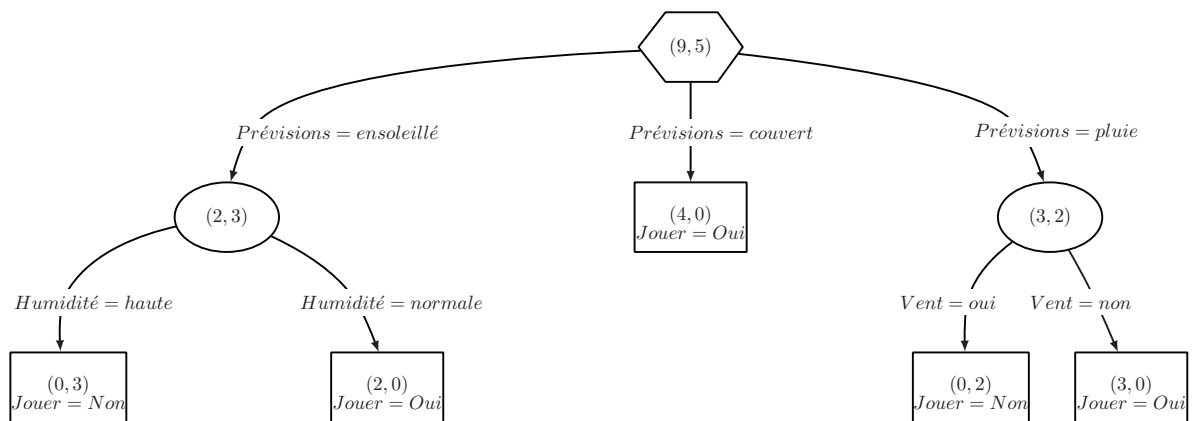 (9, 5)
Prévisions = ensoleillé
Prévisions = couvert
Prévisions = pluie
(2, 3)
(4, 0)
Jouer = Oui
(3, 2)
Humidité = haute
Humidité = normale
Vent = oui
Vent = non
(0, 3)
Jouer = Non
(2, 0)
Jouer = Oui
(0, 2)
Jouer = Non
(3, 0)
Jouer = Oui